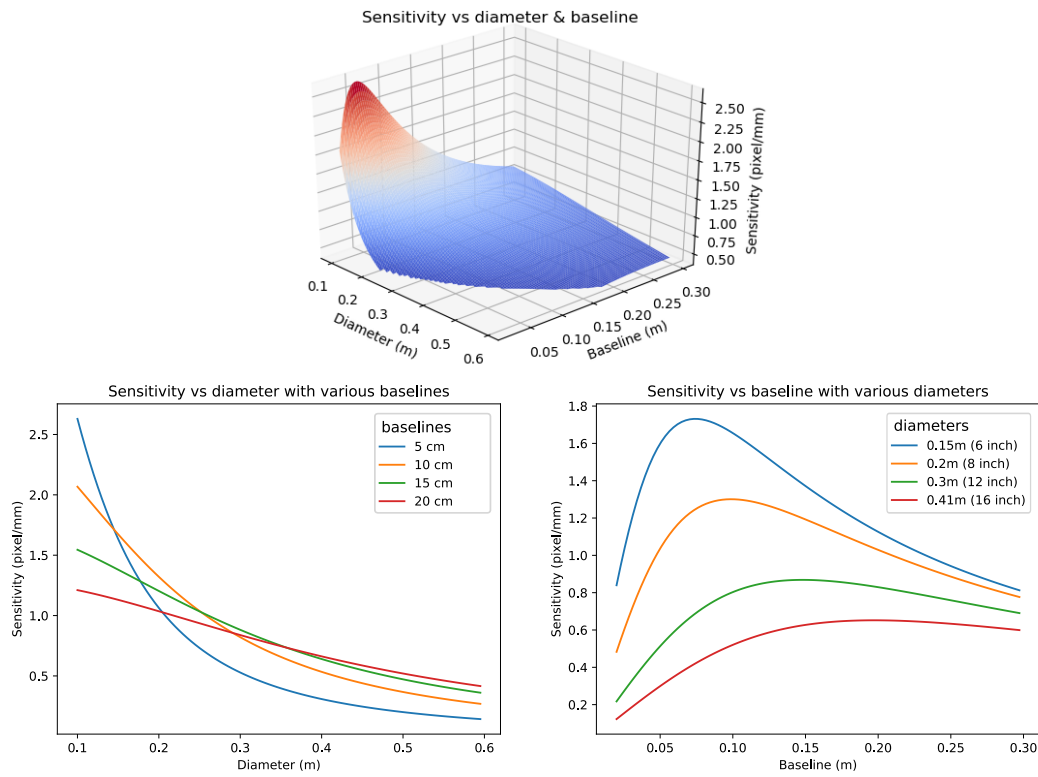 Sensitivity vs diameter & baseline
2.50
2.25
2.00
1.75
1.50
1.25
1.00
0.75
0.50
Sensitivity (pixel/mm)
0.1
0.2
0.3
0.4
0.5
0.6
Diameter (m)
0.05
0.10
0.15
0.20
0.25
0.30
Baseline (m)
Sensitivity vs diameter with various baselines
baselines
5 cm
10 cm
15 cm
20 cm
2.5
2.0
1.5
1.0
0.5
Sensitivity (pixel/mm)
0.1 0.2 0.3 0.4 0.5 0.6
Diameter (m)
Sensitivity vs baseline with various diameters
diameters
0.15m (6 inch)
0.2m (8 inch)
0.3m (12 inch)
0.41m (16 inch)
1.8
1.6
1.4
1.2
1.0
0.8
0.6
0.4
0.2
Sensitivity (pixel/mm)
0.05 0.10 0.15 0.20 0.25 0.30
Baseline (m)